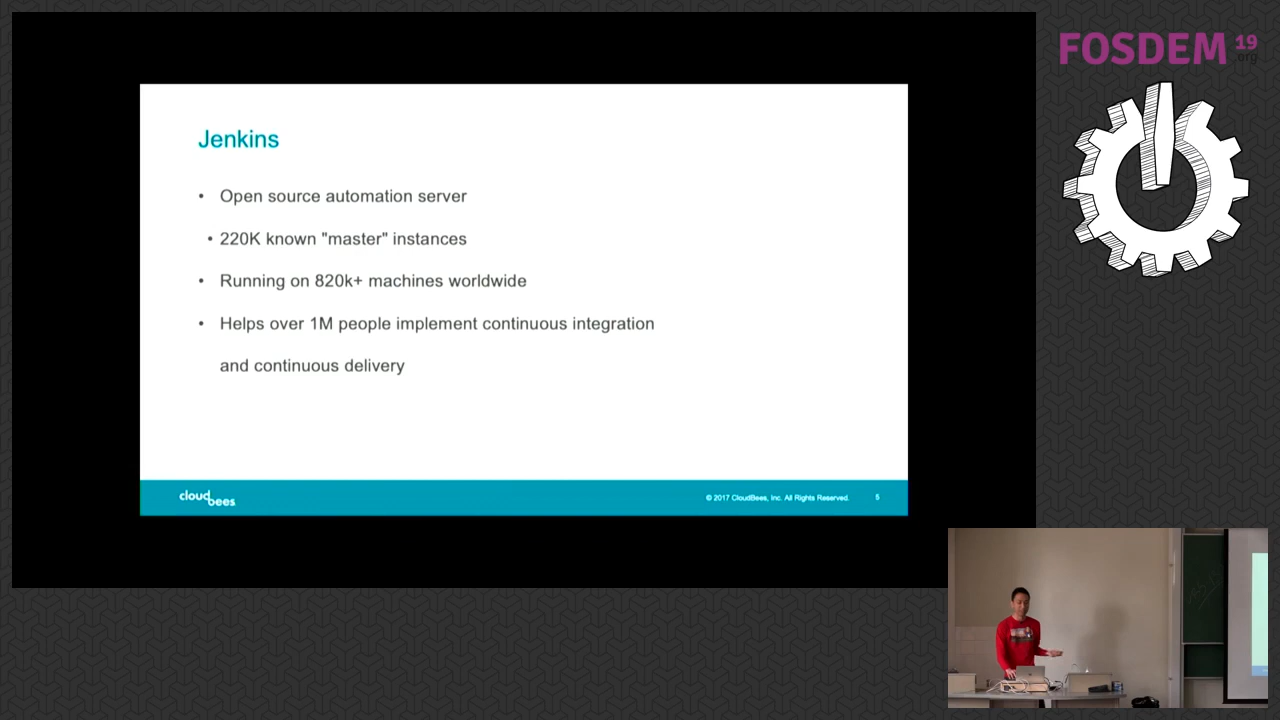 FOSDEM 19
.org
Jenkins
• Open source automation server
• 220K known "master" instances
• Running on 820k+ machines worldwide
• Helps over 1M people implement continuous integration
and continuous delivery
cloudbees
© 2017 CloudBees, Inc. All Rights Reserved.
5